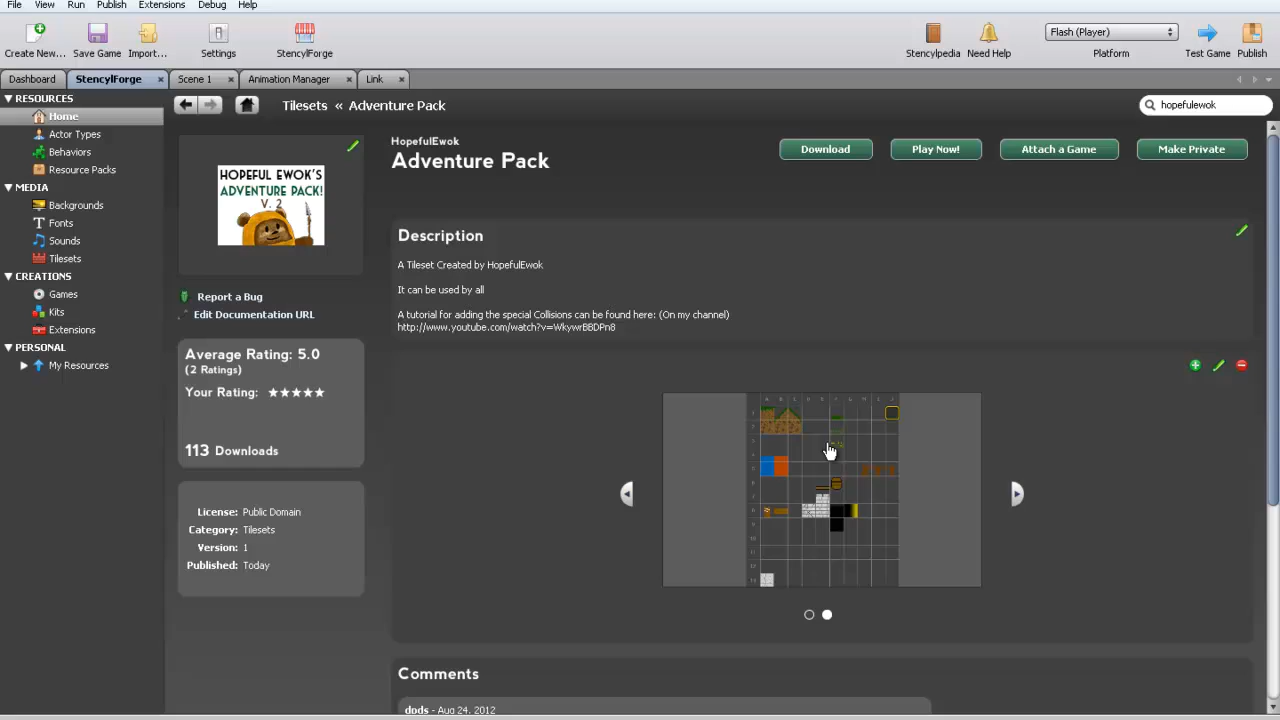 File View Run Publish Extensions Debug Help
Create New... Save Game Import... Settings StencylForge Stencylpedia Need Help Flash (Player) Platform Test Game Publish
Dashboard StencylForge Scene 1 Animation Manager Link
RESOURCES
Home
Actor Types
Behaviors
Resource Packs
MEDIA
Backgrounds
Fonts
Sounds
Tilesets
CREATIONS
Games
Kits
Extensions
PERSONAL
My Resources
Tilesets « Adventure Pack
hopefulewok
HOPEFUL EWOK'S
ADVENTURE PACK!
V. 2
Report a Bug
Edit Documentation URL
Average Rating: 5.0
(2 Ratings)
Your Rating: ★★★★★
113 Downloads
License: Public Domain
Category: Tilesets
Version: 1
Published: Today
HopefulEwok
Adventure Pack
Download Play Now! Attach a Game Make Private
Description
A Tileset Created by HopefulEwok
It can be used by all
A tutorial for adding the special Collisions can be found here: (On my channel)
http://www.youtube.com/watch?v=WkywrBBDPn8
Comments
dpds - Aug 24, 2012